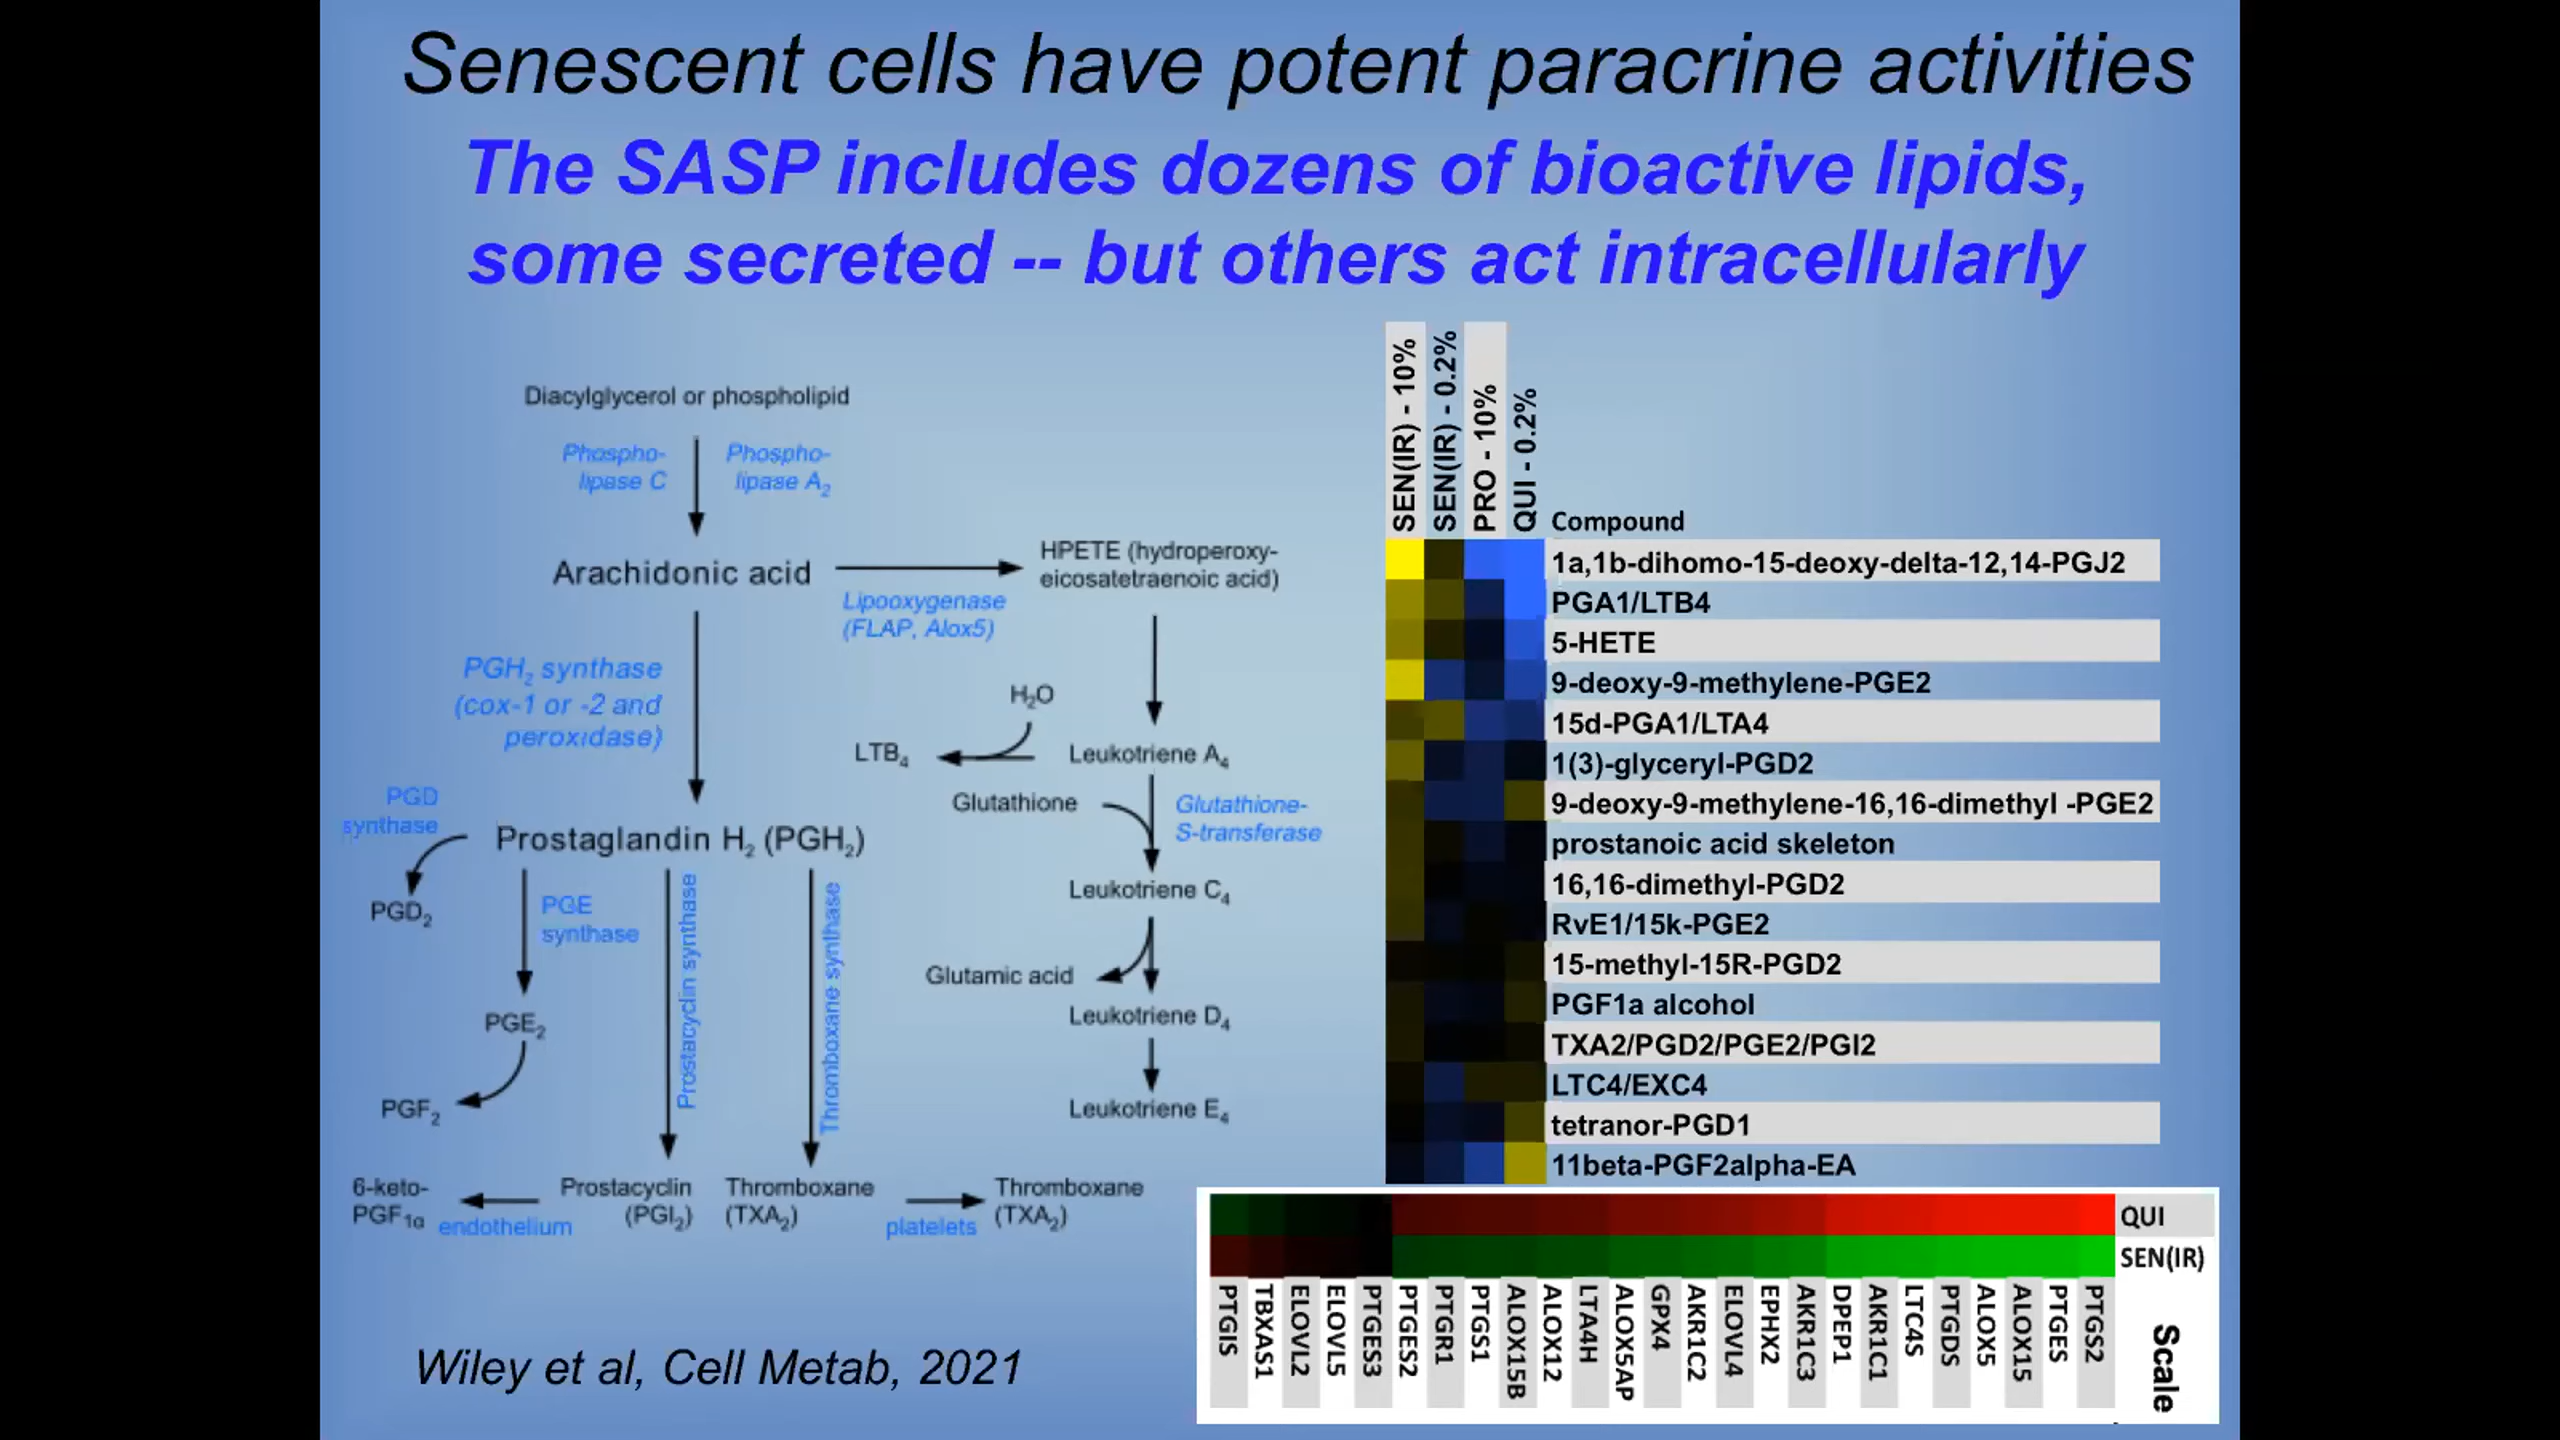 Senescent cells have potent paracrine activities
The SASP includes dozens of bioactive lipids,
some secreted -- but others act intracellularly
Diacylglycerol or phospholipid
Phospho-
lipase C
Phospho-
lipase A2
Arachidonic acid
Lipooxygenase
(FLAP, Alox5)
HPETE (hydroperoxy-
eicosatetraenoic acid)
PGH2 synthase
(cox-1 or -2 and
peroxidase)
H2O
LTB4
Leukotriene A4
Glutathione
Glutathione-
S-transferase
PGD
synthase
Prostaglandin H2 (PGH2)
PGD2
PGE
synthase
Prostacyclin synthase
Thromboxane synthase
Leukotriene C4
Glutamic acid
Leukotriene D4
PGE2
PGF2
Leukotriene E4
6-keto-
PGF1α
endothelium
Prostacyclin
(PGI2)
Thromboxane
(TXA2)
platelets
Thromboxane
(TXA2)
SEN(IR) - 10%
SEN(IR) - 0.2%
PRO - 10%
QUI - 0.2%
Compound
1a,1b-dihomo-15-deoxy-delta-12,14-PGJ2
PGA1/LTB4
5-HETE
9-deoxy-9-methylene-PGE2
15d-PGA1/LTA4
1(3)-glyceryl-PGD2
9-deoxy-9-methylene-16,16-dimethyl -PGE2
prostanoic acid skeleton
16,16-dimethyl-PGD2
RvE1/15k-PGE2
15-methyl-15R-PGD2
PGF1a alcohol
TXA2/PGD2/PGE2/PGI2
LTC4/EXC4
tetranor-PGD1
11beta-PGF2alpha-EA
QUI
SEN(IR)
PTGIS
TBXAS1
ELOVL2
ELOVL5
PTGES3
PTGES2
PTGR1
PTGS1
ALOX15B
ALOX12
LTA4H
ALOX5AP
GPX4
AKR1C2
ELOVL4
EPHX2
AKR1C3
DPEP1
AKR1C1
LTC4S
PTGDS
ALOX5
ALOX15
PTGES
PTGS2
Scale
Wiley et al, Cell Metab, 2021